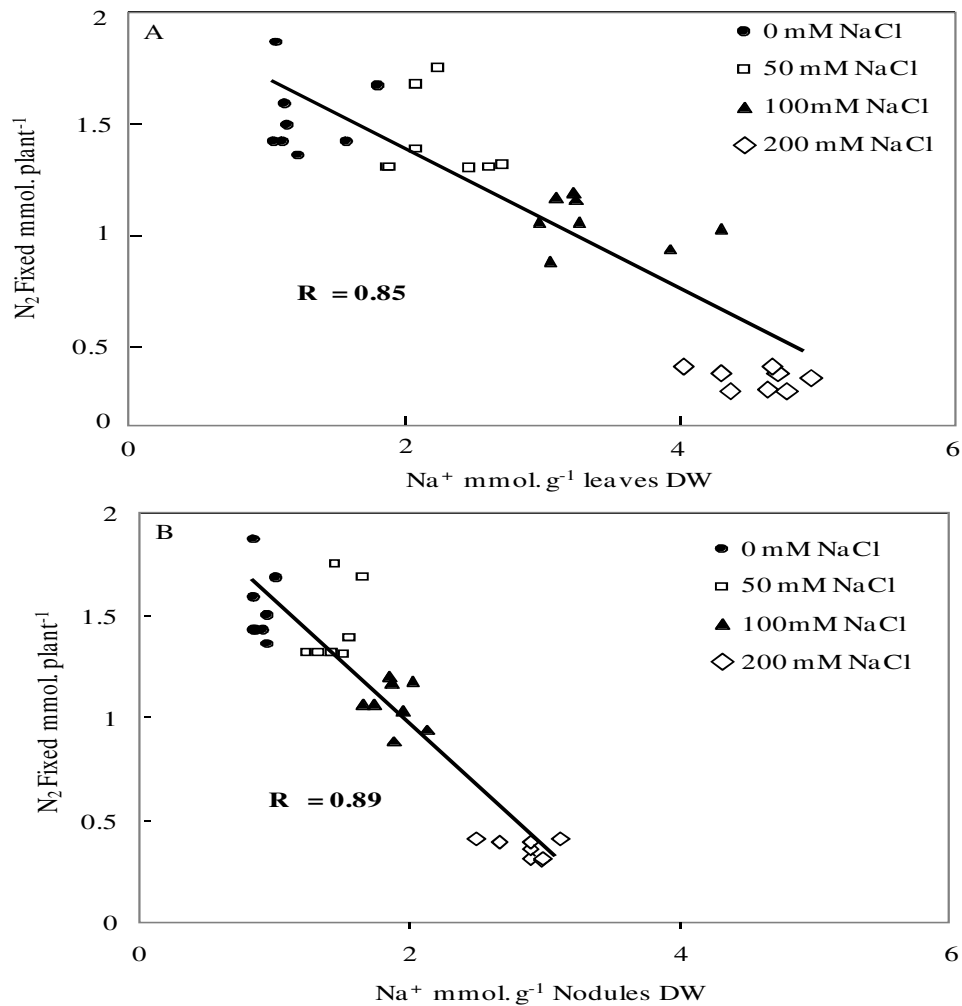 2
A
0 mM NaCl
50 mM NaCl
1.5
100mM NaCl
200 mM NaCl
N₂ Fixed mmol.plant⁻¹
1
R = 0.85
0.5
0
0 2 4 6
Na⁺ mmol.g⁻¹ leaves DW
2
B
0 mM NaCl
50 mM NaCl
1.5
100mM NaCl
200 mM NaCl
N₂ Fixed mmol.plant⁻¹
1
R = 0.89
0.5
0
0 2 4 6
Na⁺ mmol.g⁻¹ Nodules DW